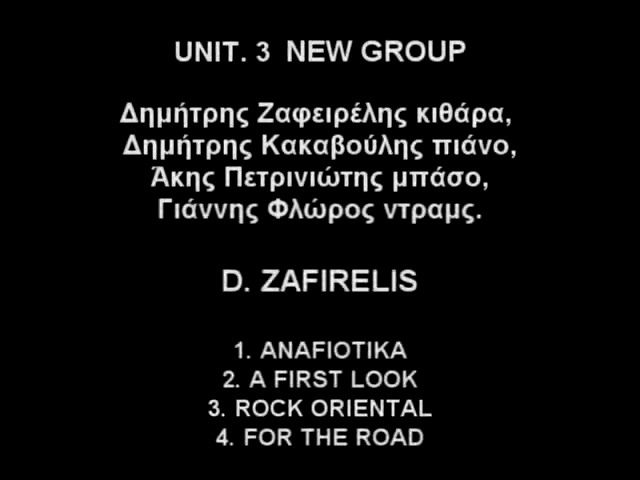 UNIT. 3 NEW GROUP
Δημήτρης Ζαφειρέλης κιθάρα,
Δημήτρης Κακαβούλης πιάνο,
Άκης Πετρινιώτης μπάσο,
Γιάννης Φλώρος ντραμς.
D. ZAFIRELIS
1. ANAFIOTIKA
2. A FIRST LOOK
3. ROCK ORIENTAL
4. FOR THE ROAD